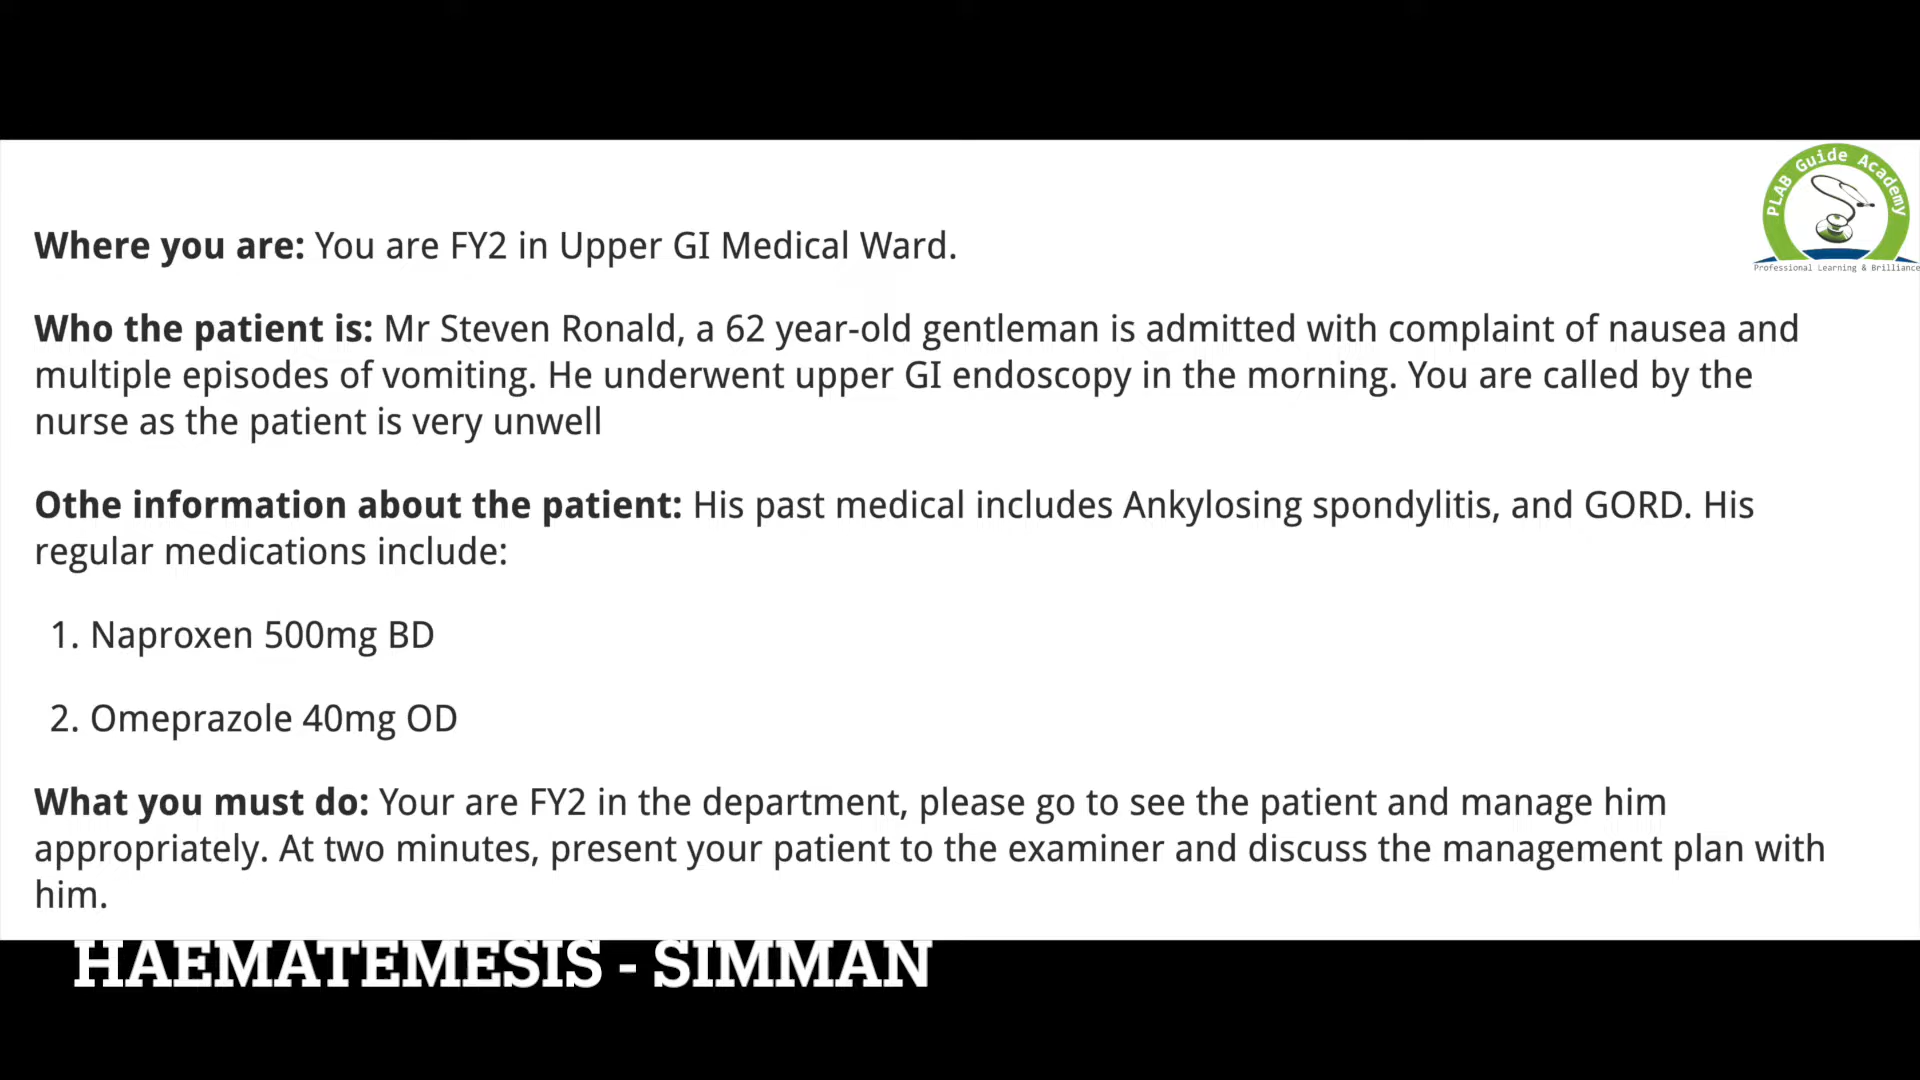 PLAB Guide Academy
Professional Learning & Brilliance
Where you are: You are FY2 in Upper GI Medical Ward.
Who the patient is: Mr Steven Ronald, a 62 year-old gentleman is admitted with complaint of nausea and
multiple episodes of vomiting. He underwent upper GI endoscopy in the morning. You are called by the
nurse as the patient is very unwell
Othe information about the patient: His past medical includes Ankylosing spondylitis, and GORD. His
regular medications include:
1. Naproxen 500mg BD
2. Omeprazole 40mg OD
What you must do: Your are FY2 in the department, please go to see the patient and manage him
appropriately. At two minutes, present your patient to the examiner and discuss the management plan with
him.
HAEMATEMESIS - SIMMAN